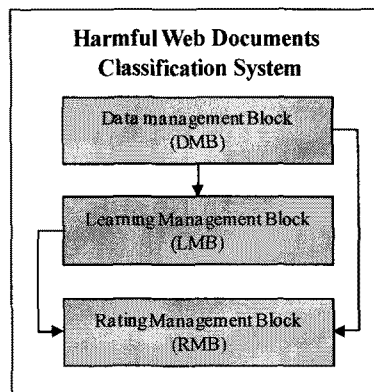 Harmful Web Documents
Classification System
Data management Block
(DMB)
Learning Management Block
(LMB)
Rating Management Block
(RMB)